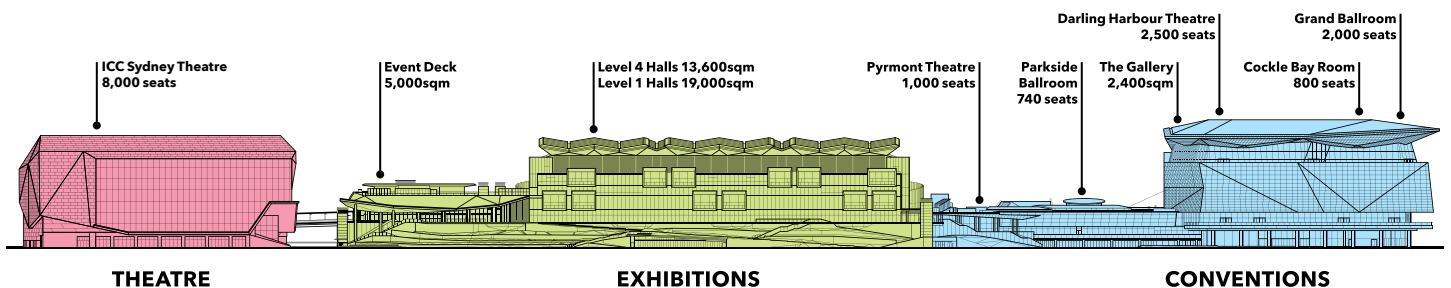 ICC Sydney Theatre
8,000 seats
Event Deck
5,000sqm
Level 4 Halls 13,600sqm
Level 1 Halls 19,000sqm
Pyrmont Theatre
1,000 seats
Parkside
Ballroom
740 seats
The Gallery
2,400sqm
Darling Harbour Theatre
2,500 seats
Cockle Bay Room
800 seats
Grand Ballroom
2,000 seats
THEATRE
EXHIBITIONS
CONVENTIONS